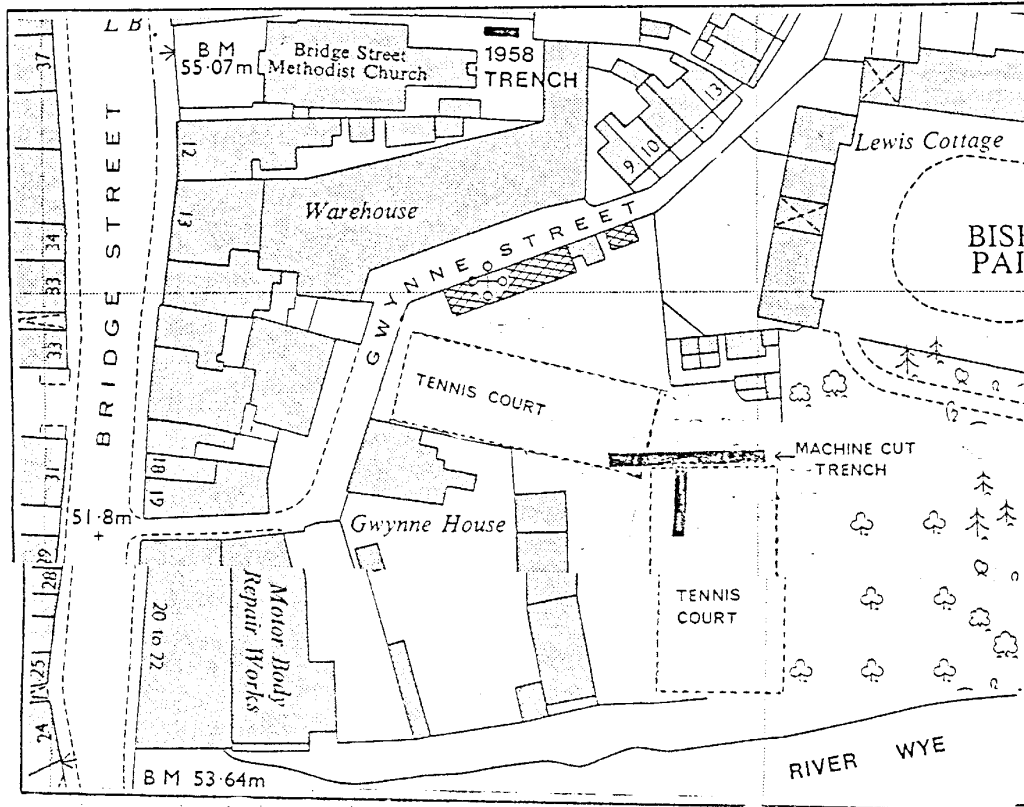 L B.
37
B M
55·07m
Bridge Street
Methodist Church
1958
TRENCH
13
9
10
Lewis Cottage
12
Warehouse
13
BRIDGE STREET
34
33
33
GWYNNE STREET
BISH
PAL
TENNIS COURT
MACHINE CUT
TRENCH
31
18
19
51·8m
Gwynne House
29
28
20 to 22
Motor Body
Repair Works
TENNIS
COURT
25
24
B M 53·64m
RIVER WYE